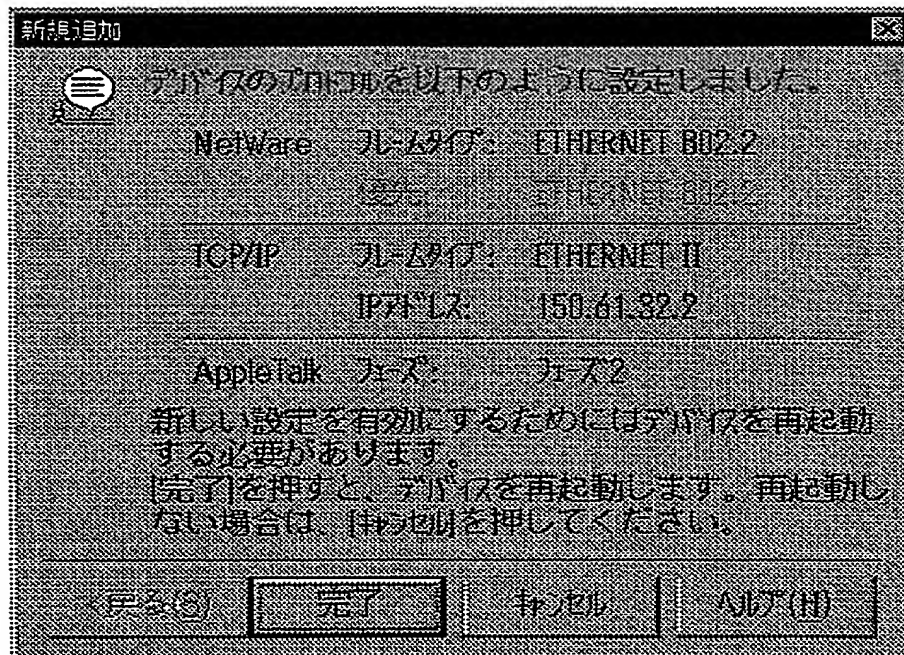 新規追加
デバイスのプロトコルを以下のように設定しました。
NetWare フレームタイプ: ETHERNET 802.2
優先: ETHERNET 802.2
TCP/IP フレームタイプ: ETHERNET II
IPアドレス: 150.61.32.2
AppleTalk フェーズ: フェーズ2
新しい設定を有効にするためにはデバイスを再起動
する必要があります。
[完了]を押すと、デバイスを再起動します。再起動し
ない場合は、[キャンセル]を押してください。
戻る(S) 完了 キャンセル ヘルプ(H)